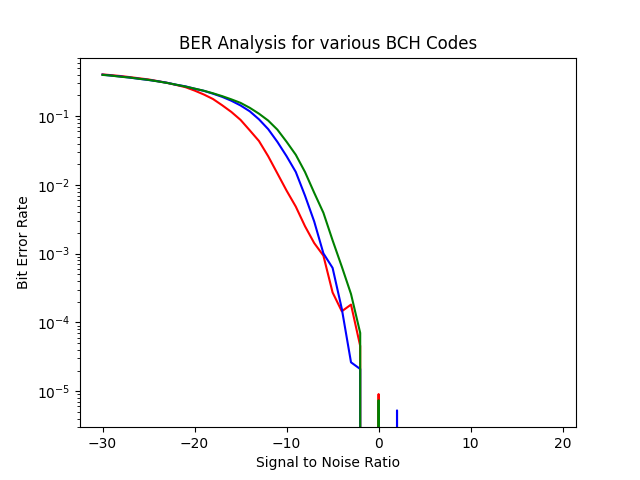 BER Analysis for various BCH Codes
10⁻¹
10⁻²
10⁻³
10⁻⁴
10⁻⁵
Bit Error Rate
−30 −20 −10 0 10 20
Signal to Noise Ratio